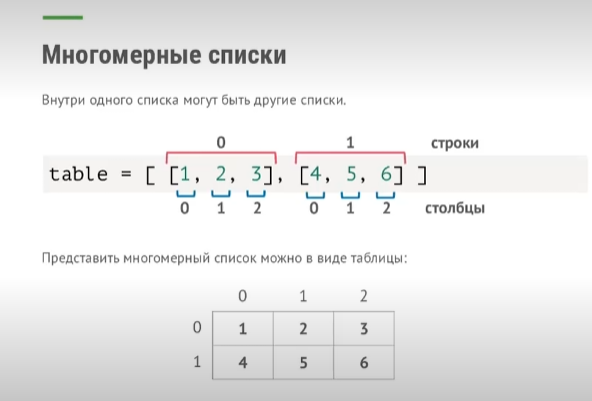 Многомерные списки
Внутри одного списка могут быть другие списки.
0 1 строки
table = [ [1, 2, 3], [4, 5, 6] ]
0 1 2 0 1 2 столбцы
Представить многомерный список можно в виде таблицы:
0 1 2
0 1 2 3
1 4 5 6